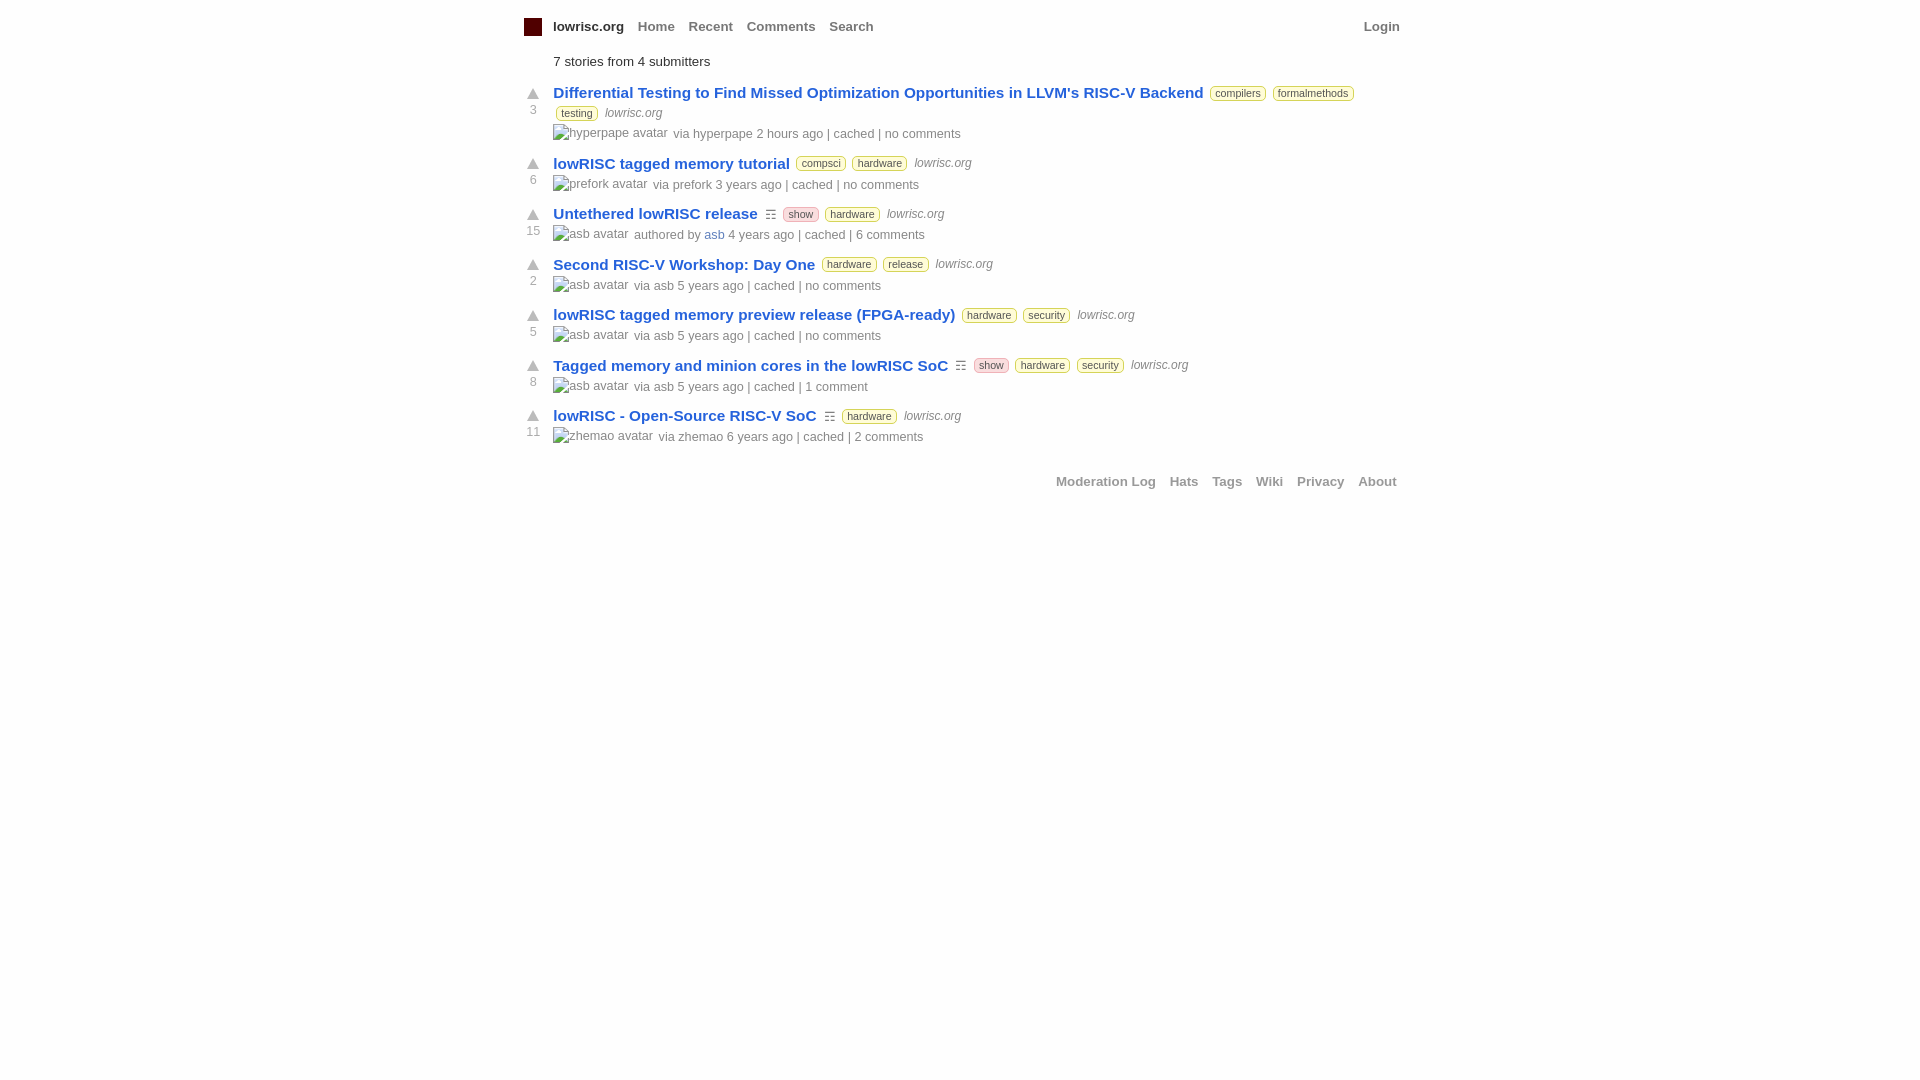 lowrisc.org Home Recent Comments Search Login
7 stories from 4 submitters
Differential Testing to Find Missed Optimization Opportunities in LLVM's RISC-V Backend compilers formalmethods
3
testing lowrisc.org
hyperpape avatar via hyperpape 2 hours ago | cached | no comments
lowRISC tagged memory tutorial compsci hardware lowrisc.org
6
prefork avatar via prefork 3 years ago | cached | no comments
Untethered lowRISC release ☶ show hardware lowrisc.org
15
asb avatar authored by asb 4 years ago | cached | 6 comments
Second RISC-V Workshop: Day One hardware release lowrisc.org
2
asb avatar via asb 5 years ago | cached | no comments
lowRISC tagged memory preview release (FPGA-ready) hardware security lowrisc.org
5
asb avatar via asb 5 years ago | cached | no comments
Tagged memory and minion cores in the lowRISC SoC ☶ show hardware security lowrisc.org
8
asb avatar via asb 5 years ago | cached | 1 comment
lowRISC - Open-Source RISC-V SoC ☶ hardware lowrisc.org
11
zhemao avatar via zhemao 6 years ago | cached | 2 comments
Moderation Log Hats Tags Wiki Privacy About